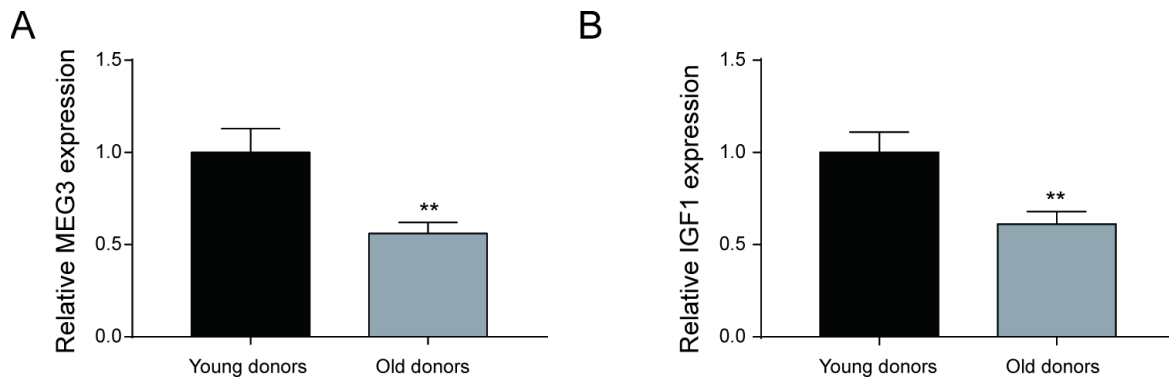 A
Relative MEG3 expression
1.5
1.0
0.5
0.0
**
Young donors
Old donors
B
Relative IGF1 expression
1.5
1.0
0.5
0.0
**
Young donors
Old donors